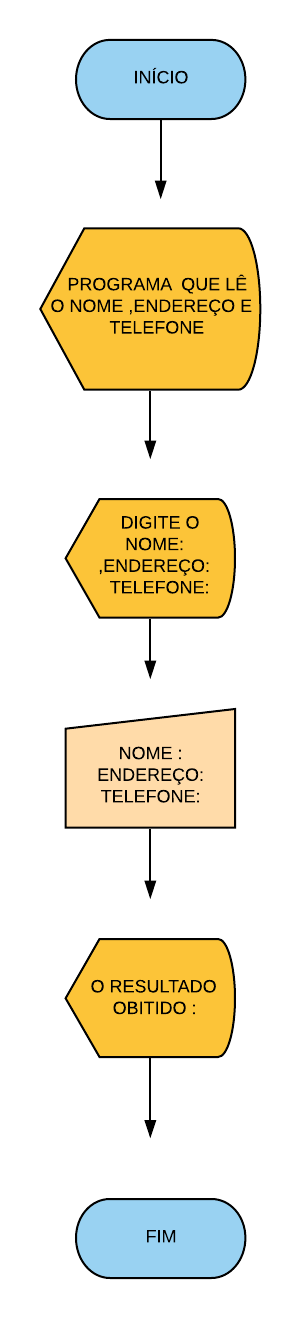 INÍCIO
PROGRAMA QUE LÊ
O NOME ,ENDEREÇO E
TELEFONE
DIGITE O
NOME:
,ENDEREÇO:
TELEFONE:
NOME :
ENDEREÇO:
TELEFONE:
O RESULTADO
OBITIDO :
FIM